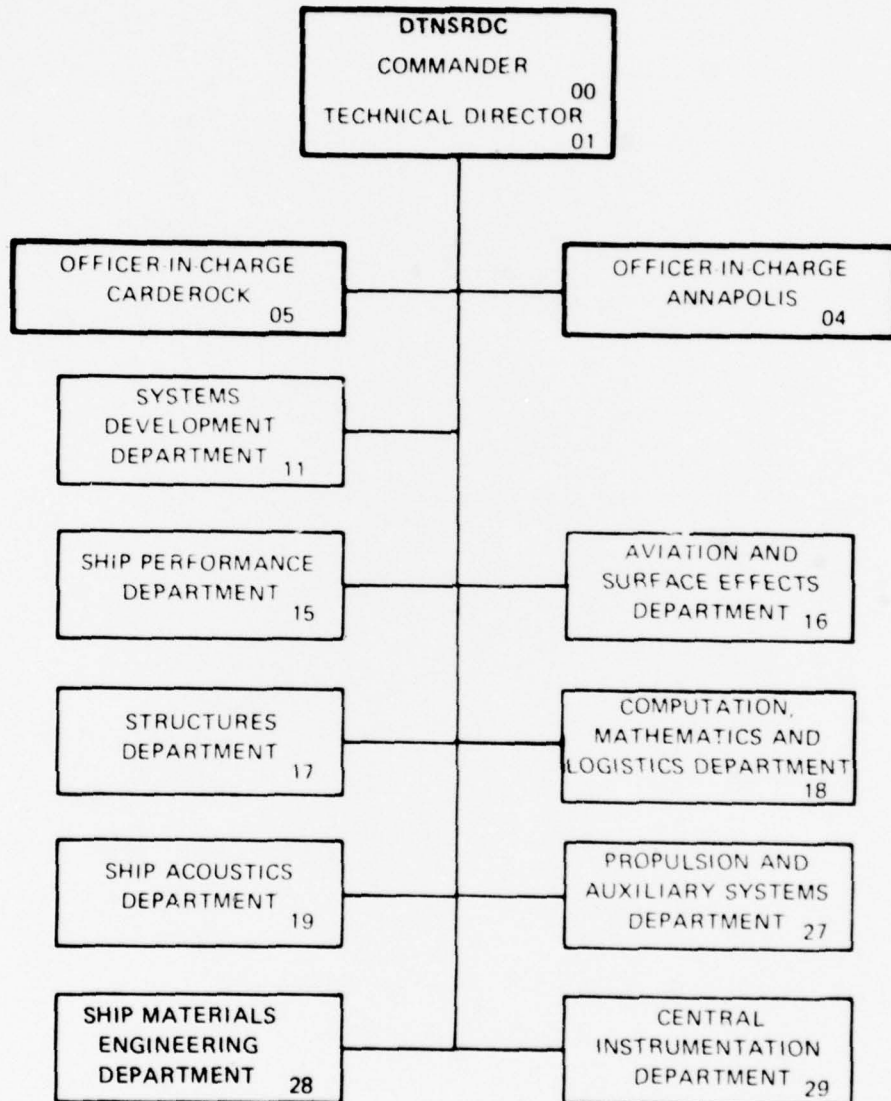 DTNSRDC
COMMANDER
00
TECHNICAL DIRECTOR
01
OFFICER-IN-CHARGE
CARDEROCK
05
OFFICER-IN-CHARGE
ANNAPOLIS
04
SYSTEMS
DEVELOPMENT
DEPARTMENT
11
SHIP PERFORMANCE
DEPARTMENT
15
AVIATION AND
SURFACE EFFECTS
DEPARTMENT
16
STRUCTURES
DEPARTMENT
17
COMPUTATION,
MATHEMATICS AND
LOGISTICS DEPARTMENT
18
SHIP ACOUSTICS
DEPARTMENT
19
PROPULSION AND
AUXILIARY SYSTEMS
DEPARTMENT
27
SHIP MATERIALS
ENGINEERING
DEPARTMENT
28
CENTRAL
INSTRUMENTATION
DEPARTMENT
29